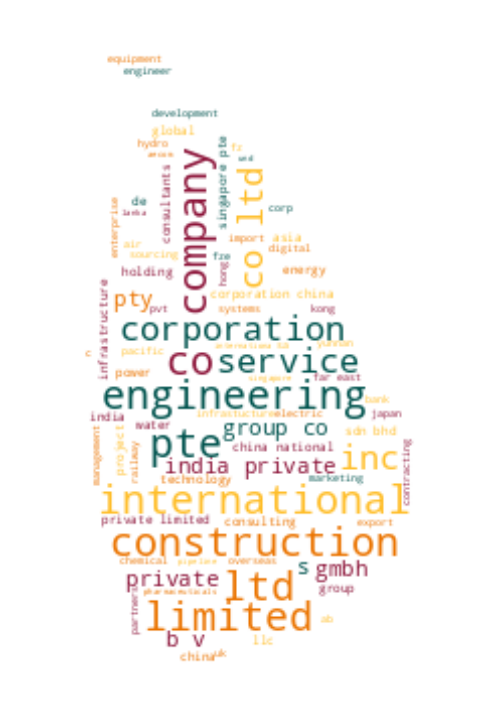 equipment
engineer
development
global
hydro
singapore pte
company
consultants
co ltd
de
lanka
corp
enterprise
import
asia
air
digital
sourcing
fze
hong
holding
energy
infrastructure
corporation china
pty
pvt
systems
kong
corporation
pacific
yunnan
c
co
service
power
singapore
far east
engineering
bank
india
infrastructure
electric
japan
water
group co
sdn bhd
management
project
railway
pte
china national
india private
inc
contracting
technology
marketing
international
private limited
consulting
export
construction
chemical
pipeline
overseas
s
gmbh
private
ltd
group
pharmaceuticals
partners
limited
ab
b v
llc
china
uk